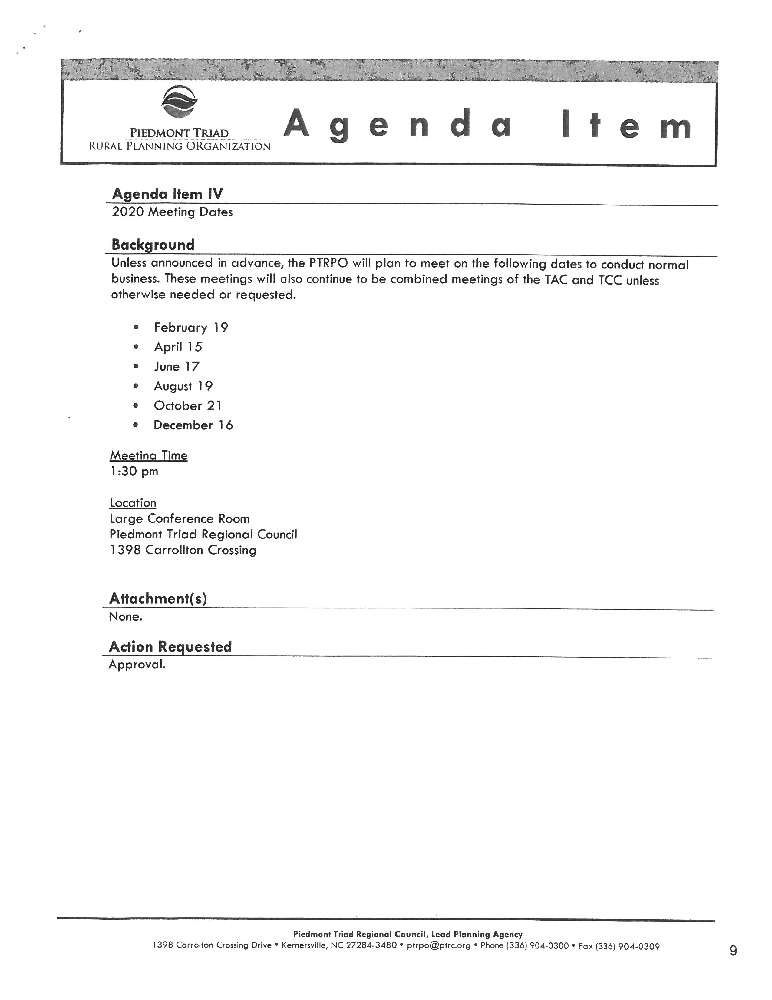 PIEDMONT TRIAD
RURAL PLANNING ORGANIZATION
Agenda Item
Agenda Item IV
2020 Meeting Dates
Background
Unless announced in advance, the PTRPO will plan to meet on the following dates to conduct normal
business. These meetings will also continue to be combined meetings of the TAC and TCC unless
otherwise needed or requested.
• February 19
• April 15
• June 17
• August 19
• October 21
• December 16
Meeting Time
1:30 pm
Location
Large Conference Room
Piedmont Triad Regional Council
1398 Carrollton Crossing
Attachment(s)
None.
Action Requested
Approval.
Piedmont Triad Regional Council, Lead Planning Agency
1398 Carrolton Crossing Drive • Kernersville, NC 27284-3480 • ptrpo@ptrc.org • Phone (336) 904-0300 • Fax (336) 904-0309
9